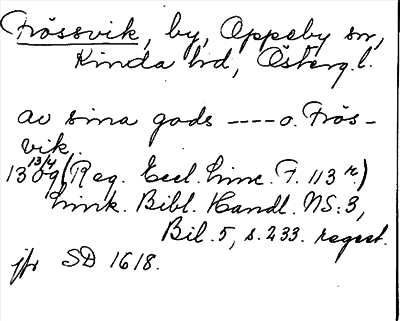 Frössvik, by, Oppeby sn,
Kinda hd, Österg.l.
av sina gods ---- o. Frös-
vik.
13 13/4 09 (Reg. Eccl. Linc. F. 113 r)
Link. Bibl. Handl. NS:3,
Bil. 5, s. 233. regest.
jfr SD 1618.